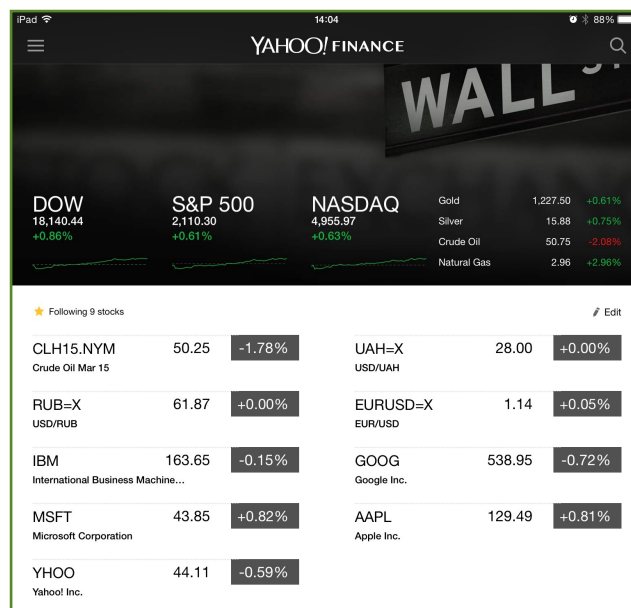 iPad 14:04 88%
YAHOO! FINANCE
WALL ST
DOW
18,140.44
+0.86%
S&P 500
2,110.30
+0.61%
NASDAQ
4,955.97
+0.63%
Gold 1,227.50 +0.61%
Silver 15.88 +0.75%
Crude Oil 50.75 -2.08%
Natural Gas 2.96 +2.96%
Following 9 stocks
Edit
CLH15.NYM 50.25 -1.78%
Crude Oil Mar 15
UAH=X 28.00 +0.00%
USD/UAH
RUB=X 61.87 +0.00%
USD/RUB
EURUSD=X 1.14 +0.05%
EUR/USD
IBM 163.65 -0.15%
International Business Machine...
GOOG 538.95 -0.72%
Google Inc.
MSFT 43.85 +0.82%
Microsoft Corporation
AAPL 129.49 +0.81%
Apple Inc.
YHOO 44.11 -0.59%
Yahoo! Inc.